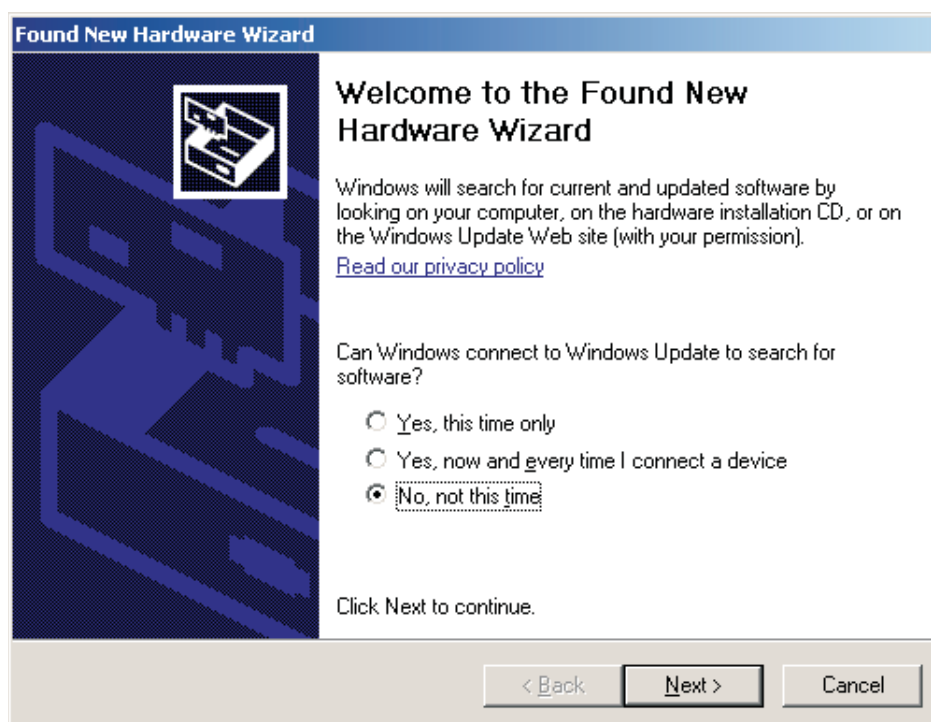 Found New Hardware Wizard
Welcome to the Found New
Hardware Wizard
Windows will search for current and updated software by
looking on your computer, on the hardware installation CD, or on
the Windows Update Web site (with your permission).
Read our privacy policy
Can Windows connect to Windows Update to search for
software?
Yes, this time only
Yes, now and every time I connect a device
No, not this time
Click Next to continue.
< Back Next > Cancel